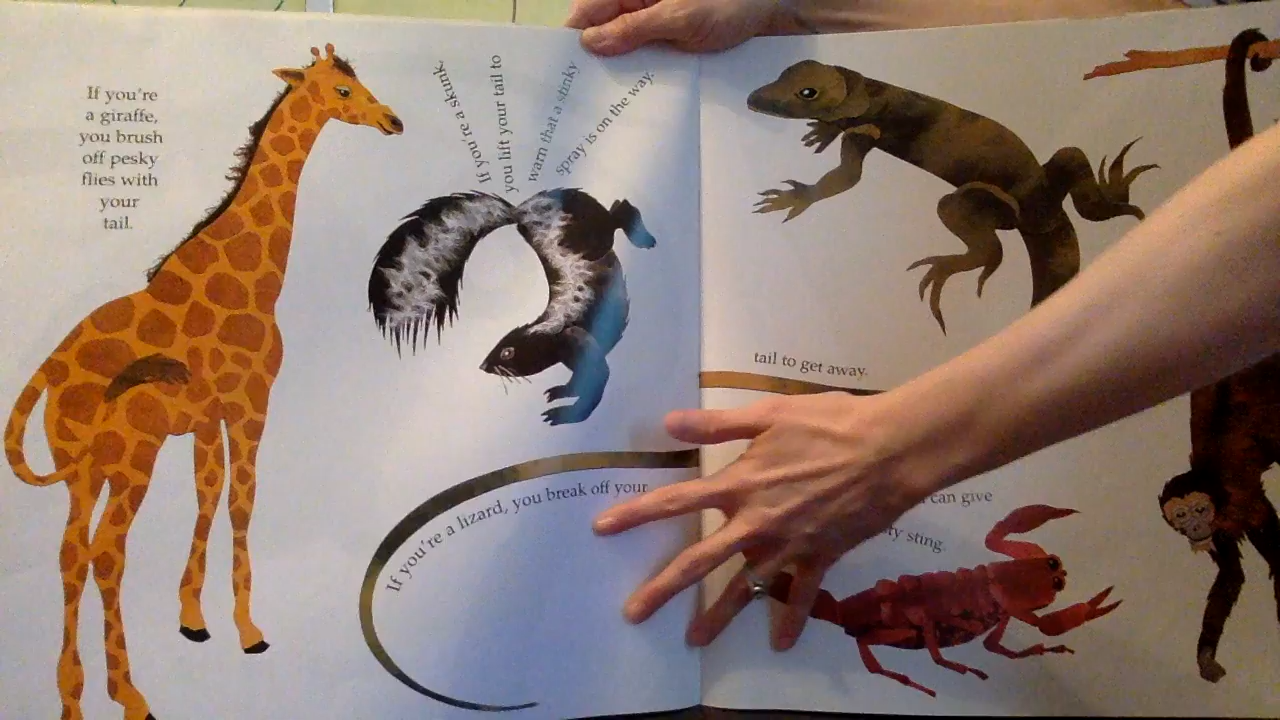 If you're
a giraffe,
you brush
off pesky
flies with
your
tail.
If you're a skunk,
you lift your tail to
warn that a stinky
spray is on the way.
If you're a lizard, you break off your
tail to get away.
can give
sting.